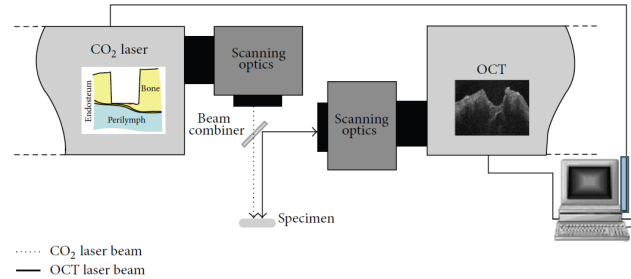 CO₂ laser
Endosteum
Bone
Perilymph
Scanning
optics
Beam
combiner
Scanning
optics
OCT
Specimen
CO₂ laser beam
OCT laser beam